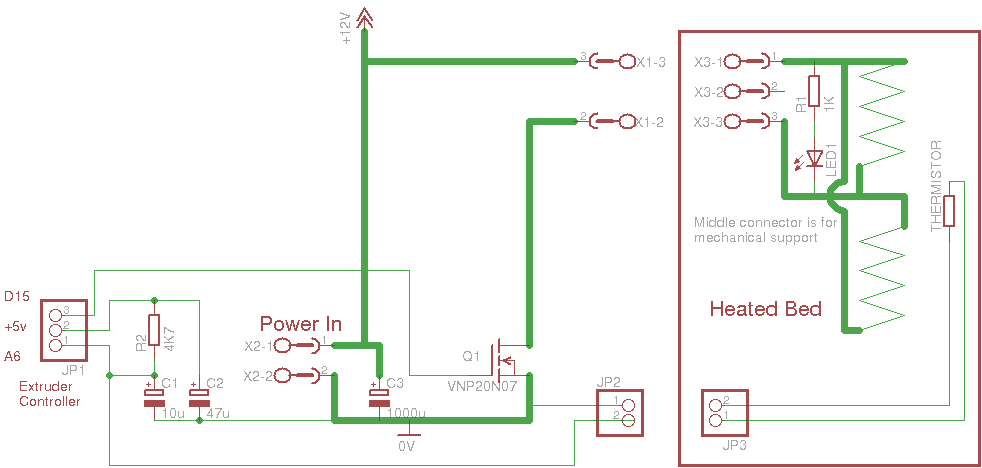 +12V
3
X1-3
2
X1-2
X3-1
1
X3-2
2
X3-3
3
R1
1K
LED1
THERMISTOR
Middle connector is for
mechanical support
Heated Bed
D15
+5v
A6
3
2
1
JP1
Extruder
Controller
R2
4K7
+
C1
10u
+
C2
47u
Power In
X2-1
1
X2-2
2
+
C3
1000u
0V
Q1
VNP20N07
JP2
1
2
2
1
JP3